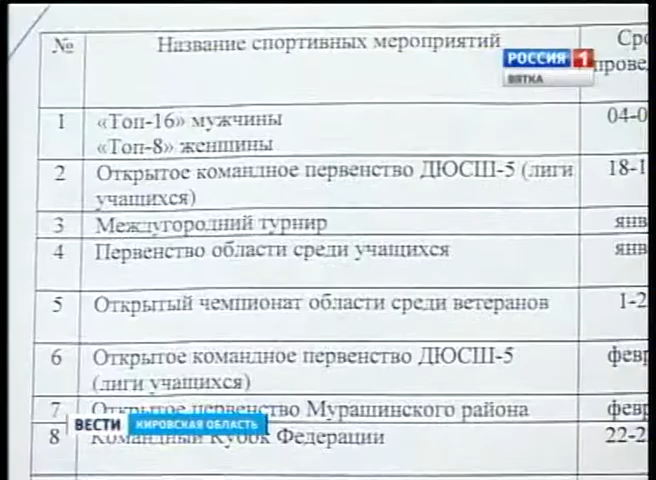 № Название спортивных мероприятий
РОССИЯ 1
ВЯТКА
1 «Топ-16» мужчины 04-0
«Топ-8» женщины
2 Открытое командное первенство ДЮСШ-5 (лиги 18-1
учащихся)
3 Междугородний турнир янв
4 Первенство области среди учащихся янв
5 Открытый чемпионат области среди ветеранов 1-2
6 Открытое командное первенство ДЮСШ-5 февр
(лиги учащихся)
7 Открытое первенство Мурашинского района февр
ВЕСТИ КИРОВСКАЯ ОБЛАСТЬ
8 Командный Кубок Федерации 22-2